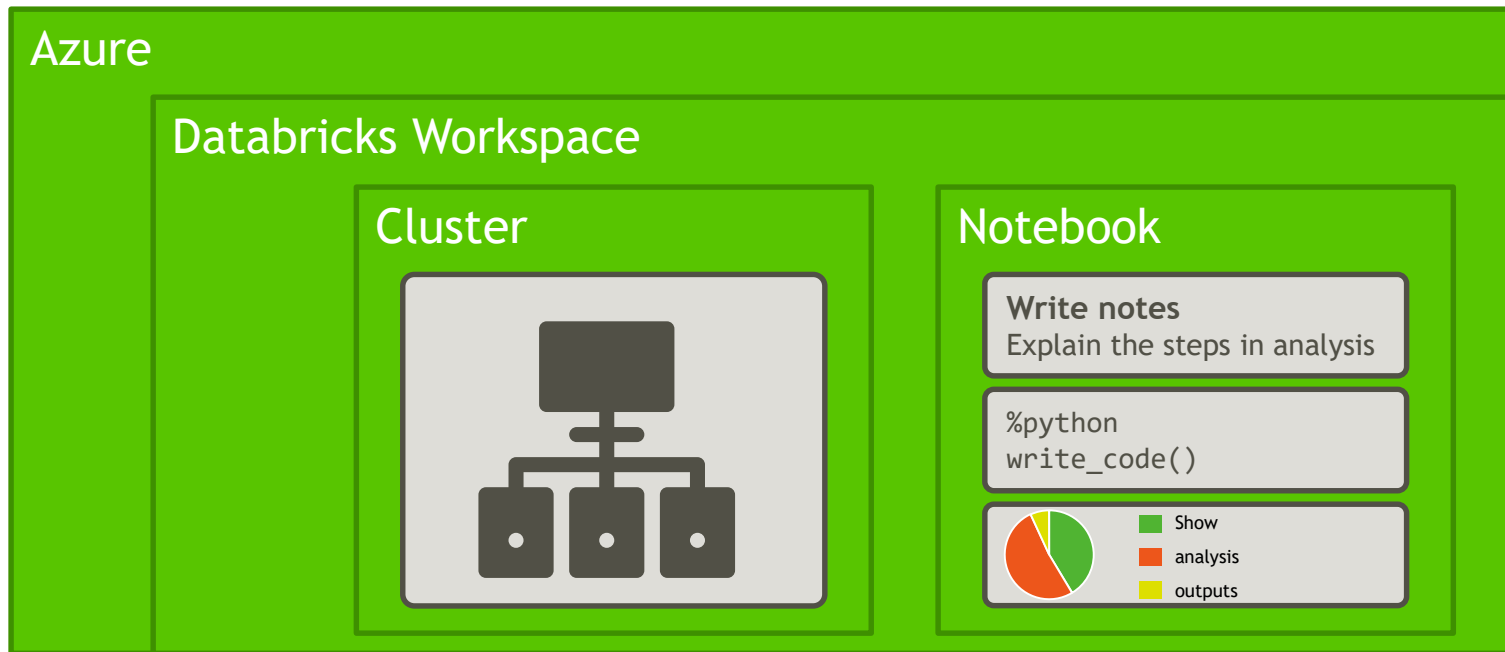 Azure
Databricks Workspace
Cluster
Notebook
Write notes
Explain the steps in analysis
%python
write_code()
Show
analysis
outputs